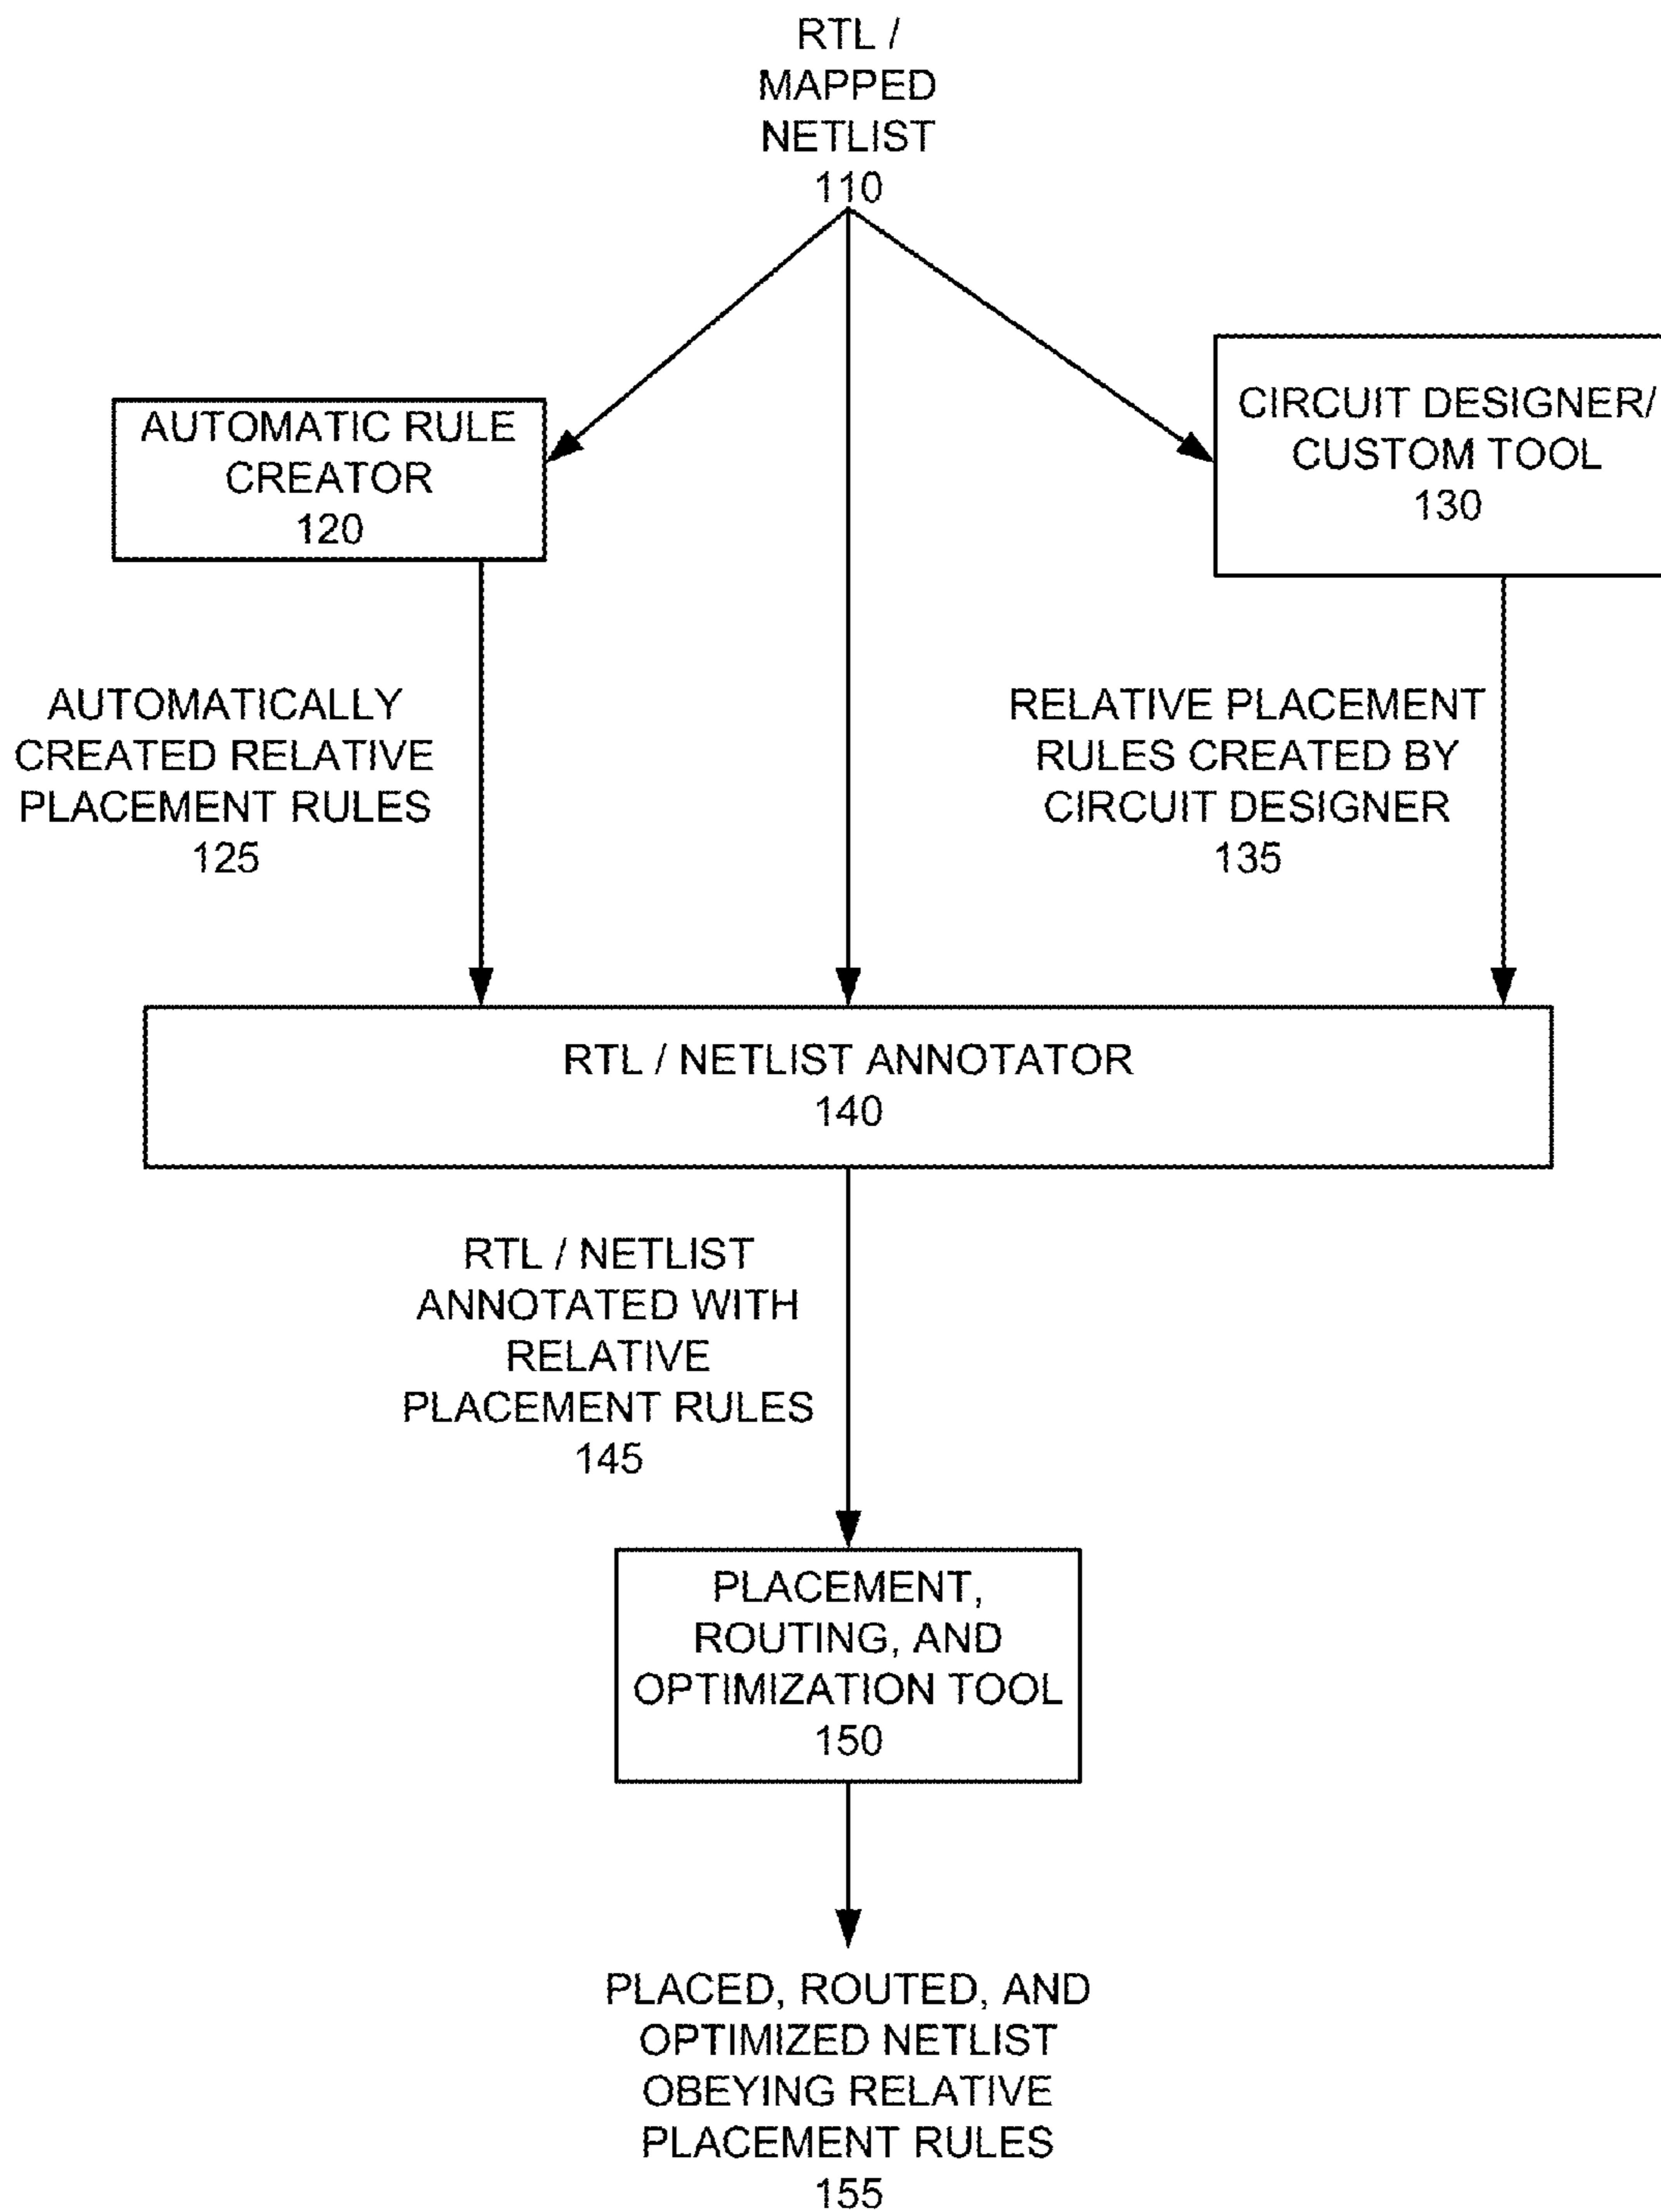 RTL /
MAPPED
NETLIST
110
AUTOMATIC RULE
CREATOR
120
CIRCUIT DESIGNER/
CUSTOM TOOL
130
AUTOMATICALLY
CREATED RELATIVE
PLACEMENT RULES
125
RELATIVE PLACEMENT
RULES CREATED BY
CIRCUIT DESIGNER
135
RTL / NETLIST ANNOTATOR
140
RTL / NETLIST
ANNOTATED WITH
RELATIVE
PLACEMENT RULES
145
PLACEMENT,
ROUTING, AND
OPTIMIZATION TOOL
150
PLACED, ROUTED, AND
OPTIMIZED NETLIST
OBEYING RELATIVE
PLACEMENT RULES
155